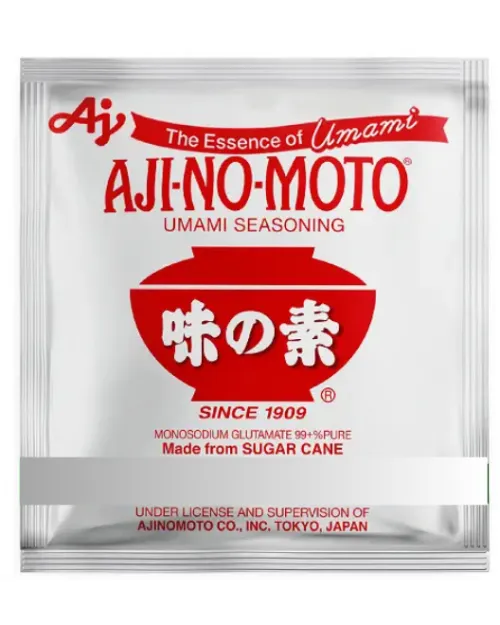 Aj
The Essence of Umami
AJI-NO-MOTO®
UMAMI SEASONING
味の素
®
SINCE 1909
MONOSODIUM GLUTAMATE 99+%PURE
Made from SUGAR CANE
UNDER LICENSE AND SUPERVISION OF
AJINOMOTO CO., INC. TOKYO, JAPAN